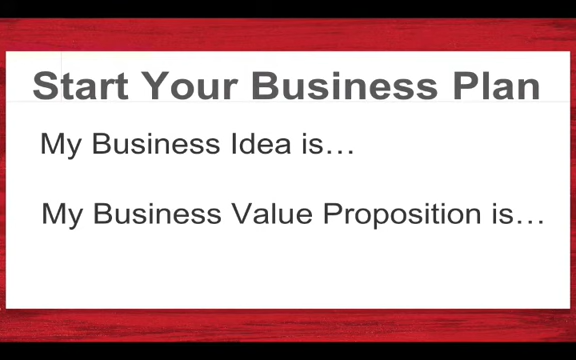 Start Your Business Plan
My Business Idea is…
My Business Value Proposition is…